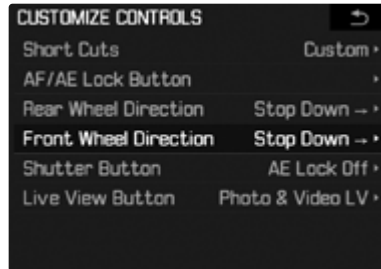 CUSTOMIZE CONTROLS
Short Cuts Custom
AF/AE Lock Button
Rear Wheel Direction Stop Down →
Front Wheel Direction Stop Down →
Shutter Button AE Lock Off
Live View Button Photo & Video LV